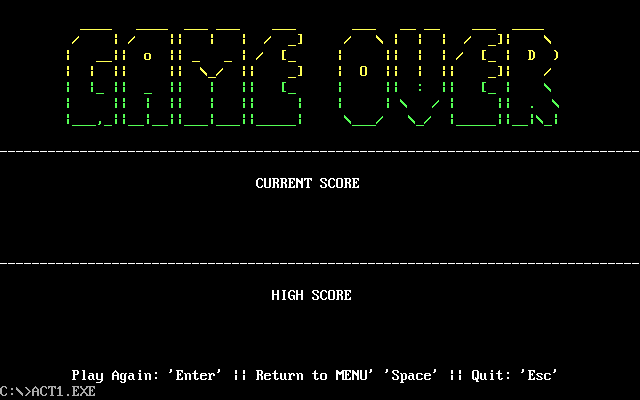 GAME OVER
CURRENT SCORE
HIGH SCORE
Play Again: 'Enter' || Return to MENU' 'Space' || Quit: 'Esc'
C:\>ACT1.EXE